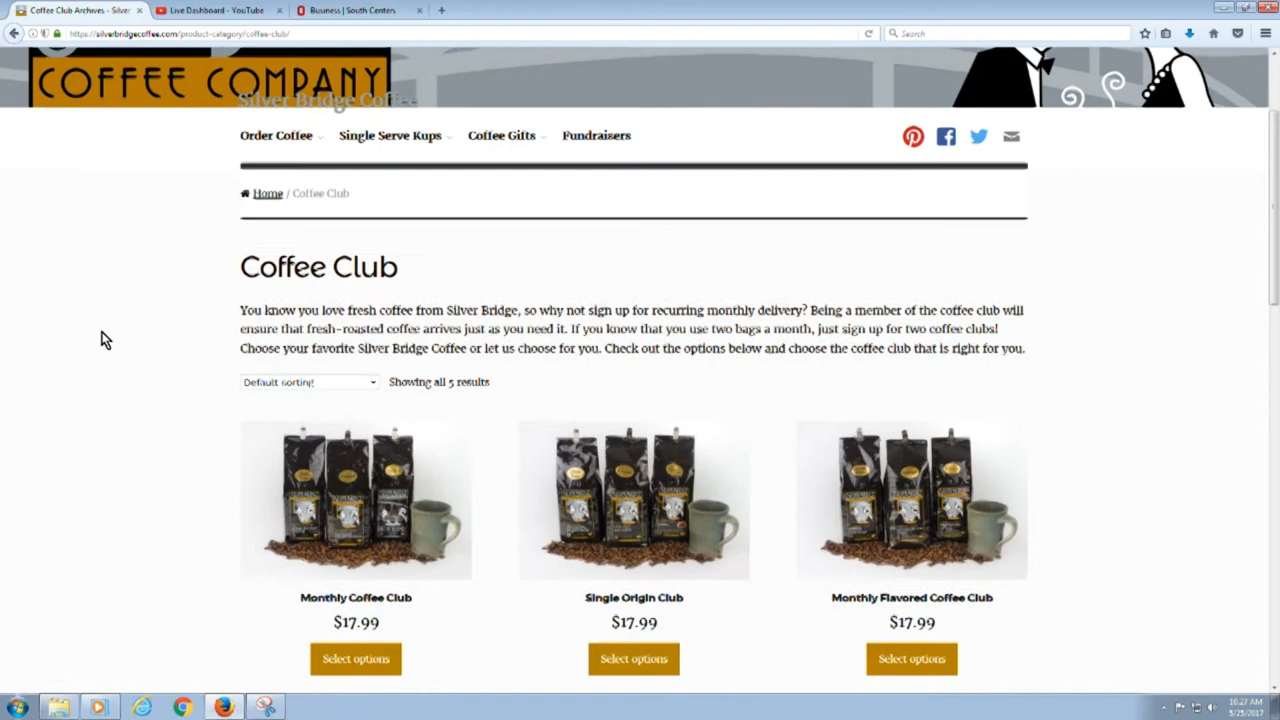 Coffee Club Archives - Silver
Live Dashboard - YouTube
Business | South Centers
https://silverbridgecoffee.com/product-category/coffee-club/
Search
COFFEE COMPANY
Silver Bridge Coffee
Order Coffee
Single Serve Kups
Coffee Gifts
Fundraisers
Home / Coffee Club
Coffee Club
You know you love fresh coffee from Silver Bridge, so why not sign up for recurring monthly delivery? Being a member of the coffee club will
ensure that fresh-roasted coffee arrives just as you need it. If you know that you use two bags a month, just sign up for two coffee clubs!
Choose your favorite Silver Bridge Coffee or let us choose for you. Check out the options below and choose the coffee club that is right for you.
Default sorting
Showing all 5 results
Monthly Coffee Club
Single Origin Club
Monthly Flavored Coffee Club
$17.99
$17.99
$17.99
Select options
Select options
Select options
10:27 AM
5/25/2017